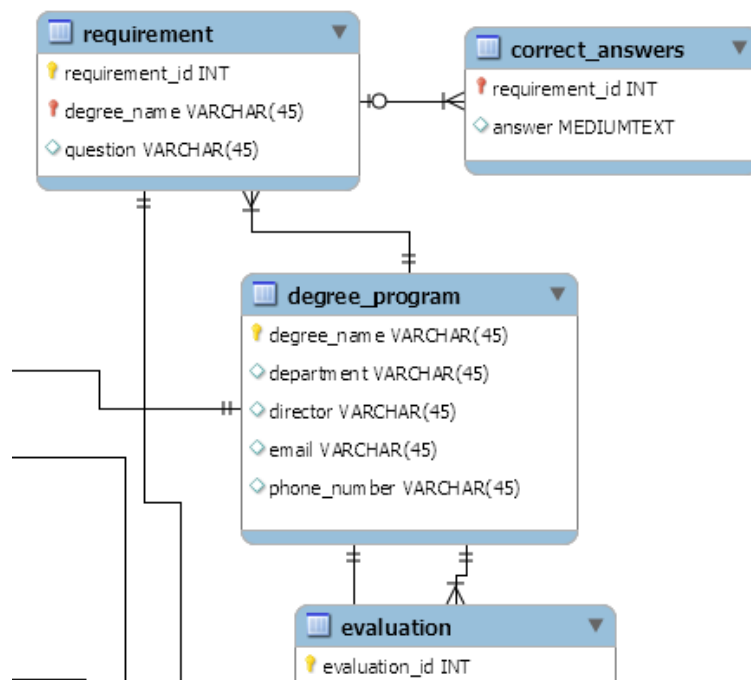 requirement
requirement_id INT
degree_name VARCHAR(45)
question VARCHAR(45)
correct_answers
requirement_id INT
answer MEDIUMTEXT
degree_program
degree_name VARCHAR(45)
department VARCHAR(45)
director VARCHAR(45)
email VARCHAR(45)
phone_number VARCHAR(45)
evaluation
evaluation_id INT